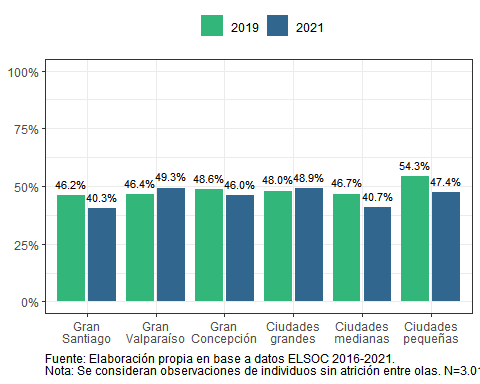 2019 2021
100%
75%
50%
25%
0%
46.2% 40.3% 46.4% 49.3% 48.6% 46.0% 48.0% 48.9% 46.7% 40.7% 54.3% 47.4%
Gran Santiago
Gran Valparaíso
Gran Concepción
Ciudades grandes
Ciudades medianas
Ciudades pequeñas
Fuente: Elaboración propia en base a datos ELSOC 2016-2021.
Nota: Se consideran observaciones de individuos sin atrición entre olas.